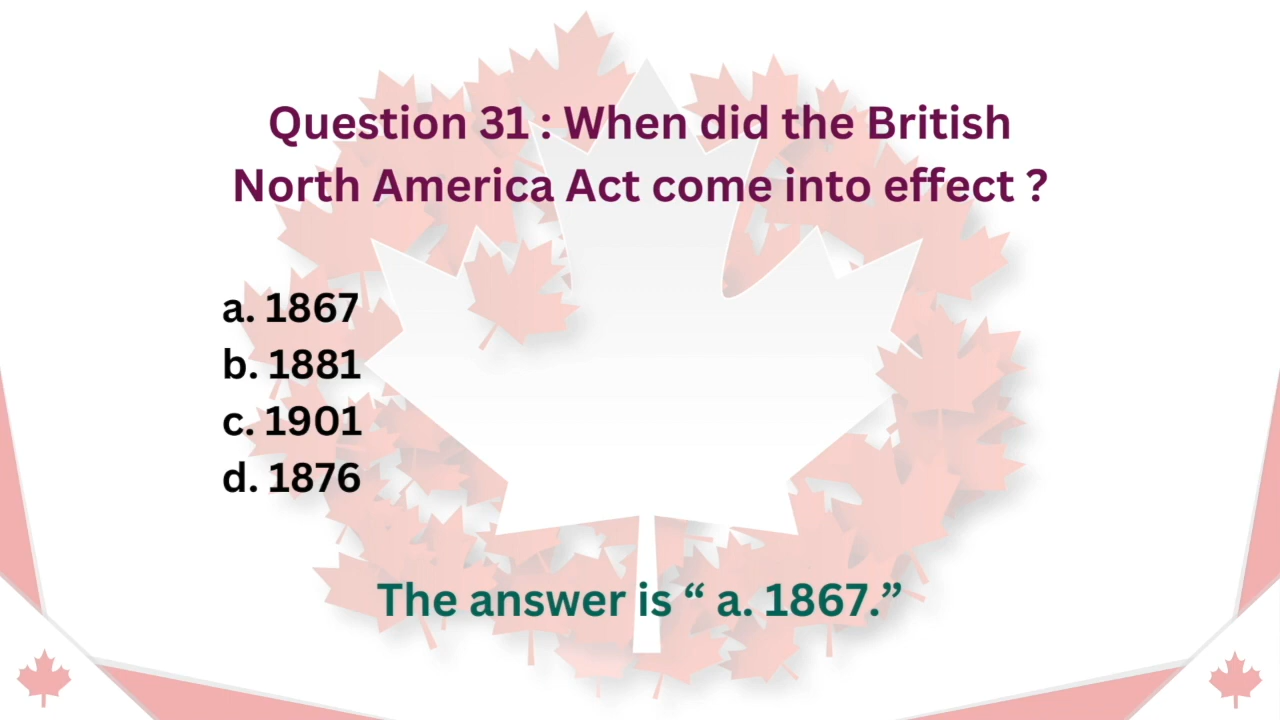 Question 31 : When did the British
North America Act come into effect ?
a. 1867
b. 1881
c. 1901
d. 1876
The answer is “ a. 1867.”